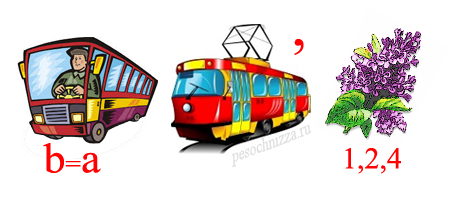 ,
pesochnizza.ru
b=a
1,2,4